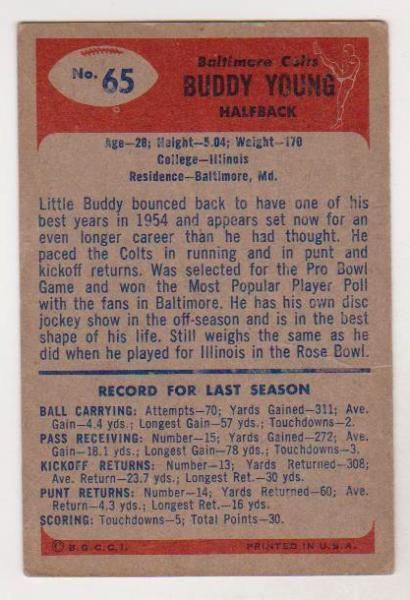 No. 65
Baltimore Colts
BUDDY YOUNG
HALFBACK
Age—28; Height—5.04; Weight—170
College—Illinois
Residence—Baltimore, Md.
Little Buddy bounced back to have one of his
best years in 1954 and appears set now for an
even longer career than he had thought. He
paced the Colts in running and in punt and
kickoff returns. Was selected for the Pro Bowl
Game and won the Most Popular Player Poll
with the fans in Baltimore. He has his own disc
jockey show in the off-season and is in the best
shape of his life. Still weighs the same as he
did when he played for Illinois in the Rose Bowl.
RECORD FOR LAST SEASON
BALL CARRYING: Attempts—70; Yards Gained—311; Ave.
Gain—4.4 yds.; Longest Gain—57 yds.; Touchdowns—2.
PASS RECEIVING: Number—15; Yards Gained—272; Ave.
Gain—18.1 yds.; Longest Gain—78 yds.; Touchdowns—3.
KICKOFF RETURNS: Number—13; Yards Returned—308;
Ave. Return—23.7 yds.; Longest Ret.—30 yds.
PUNT RETURNS: Number—14; Yards Returned—60; Ave.
Return—4.3 yds.; Longest Ret.—16 yds.
SCORING: Touchdowns—5; Total Points—30.
© B.G.C.C.I. PRINTED IN U.S.A.